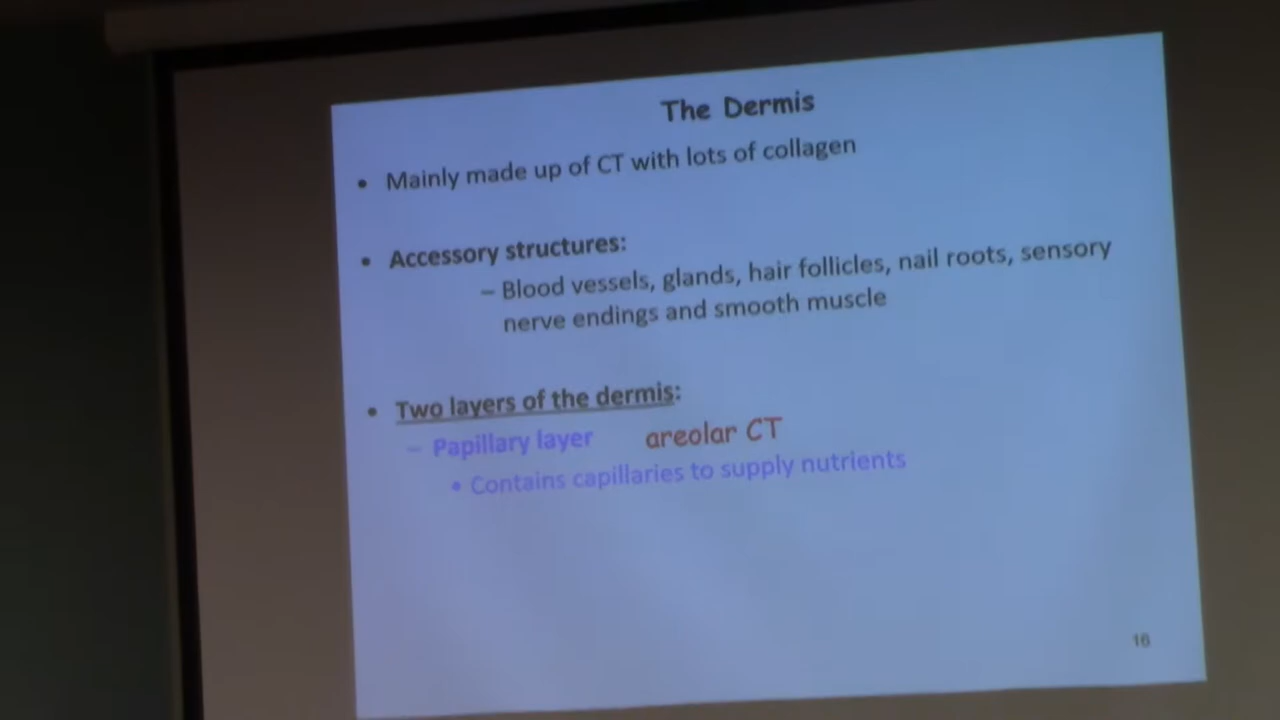 The Dermis
• Mainly made up of CT with lots of collagen
• Accessory structures:
– Blood vessels, glands, hair follicles, nail roots, sensory
nerve endings and smooth muscle
• Two layers of the dermis:
– Papillary layer areolar CT
• Contains capillaries to supply nutrients
16